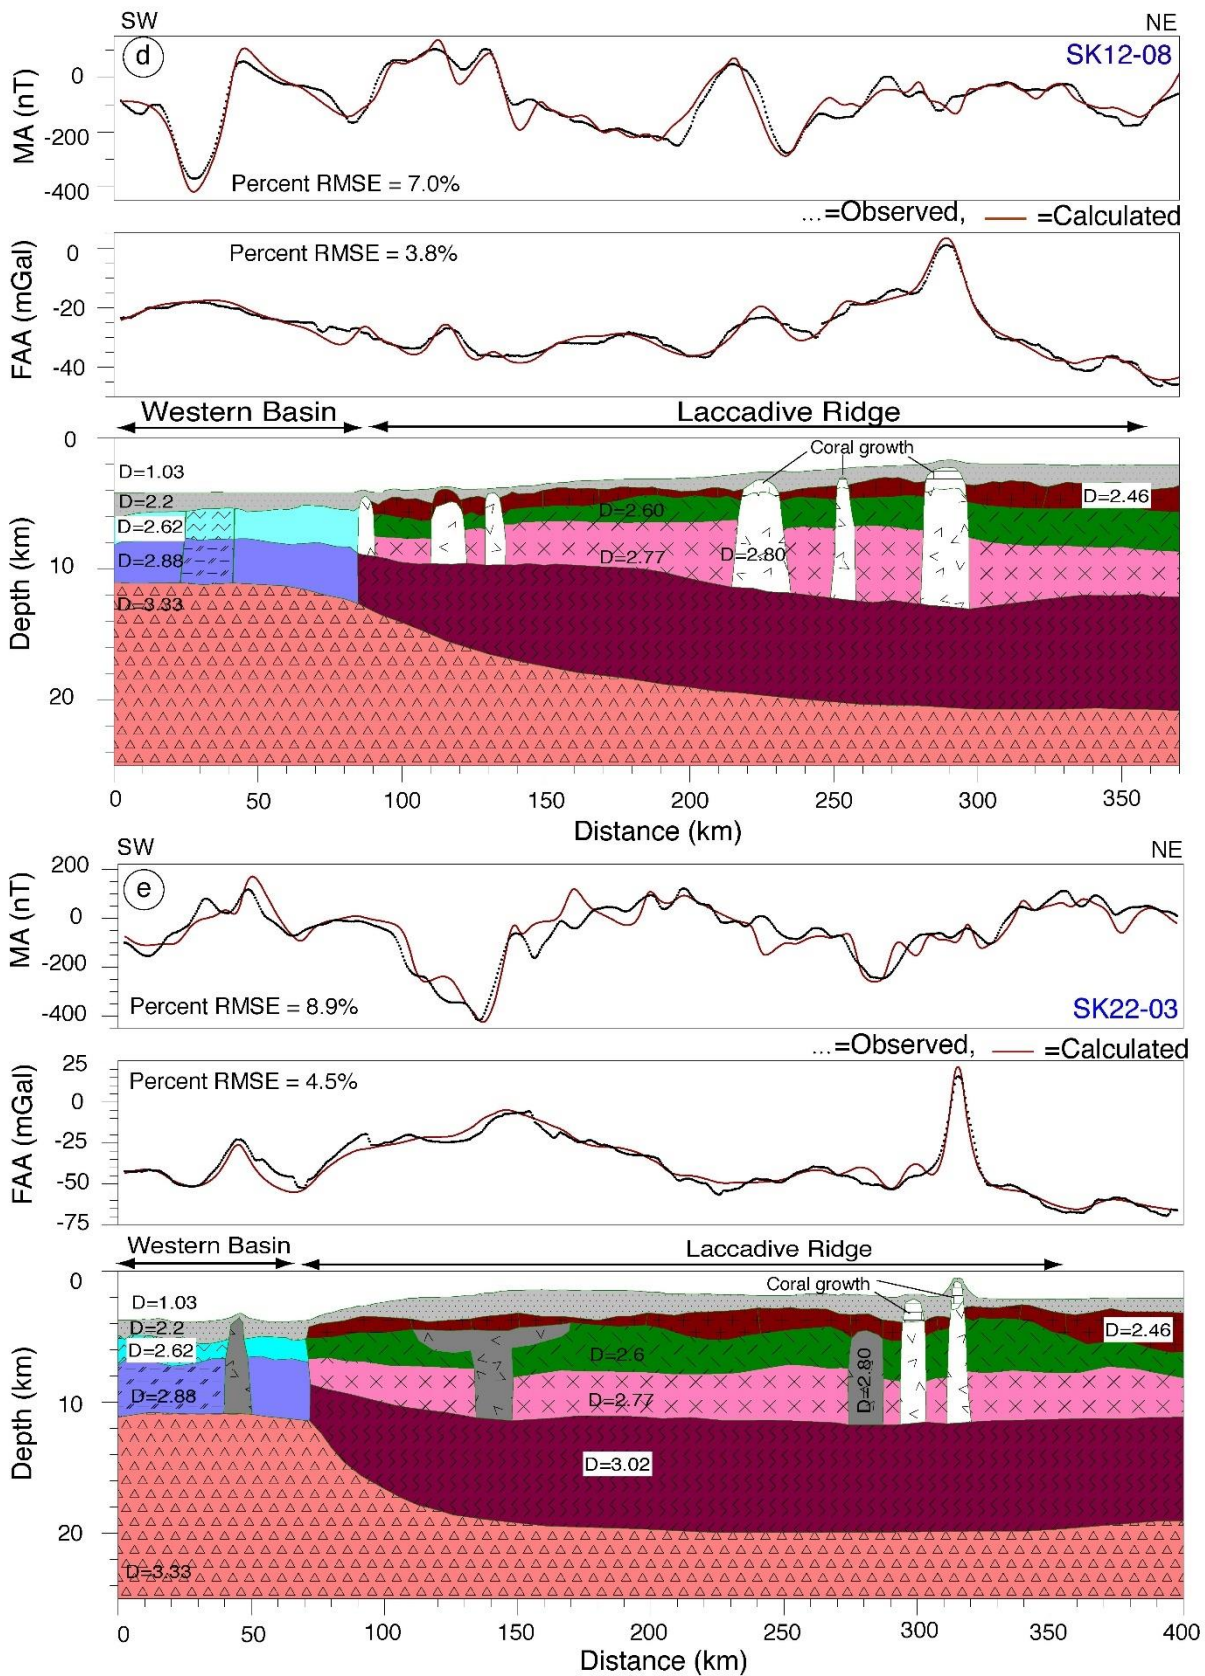 SW NE
d SK12-08
MA (nT)
0
-200
-400
Percent RMSE = 7.0%
...=Observed, — =Calculated
FAA (mGal)
0
-20
-40
Percent RMSE = 3.8%
Western Basin Laccadive Ridge
Depth (km)
0
10
20
Coral growth
D=1.03
D=2.2
D=2.62
D=2.88
D=3.33
D=2.60
D=2.77
D=2.80
D=2.46
0 50 100 150 200 250 300 350
Distance (km)
SW NE
e
MA (nT)
200
0
-200
-400
Percent RMSE = 8.9%
SK22-03
...=Observed, — =Calculated
FAA (mGal)
25
0
-25
-50
-75
Percent RMSE = 4.5%
Western Basin Laccadive Ridge
Depth (km)
0
10
20
Coral growth
D=1.03
D=2.2
D=2.62
D=2.88
D=2.6
D=2.77
D=2.80
D=2.46
D=3.02
D=3.33
0 50 100 150 200 250 300 350 400
Distance (km)